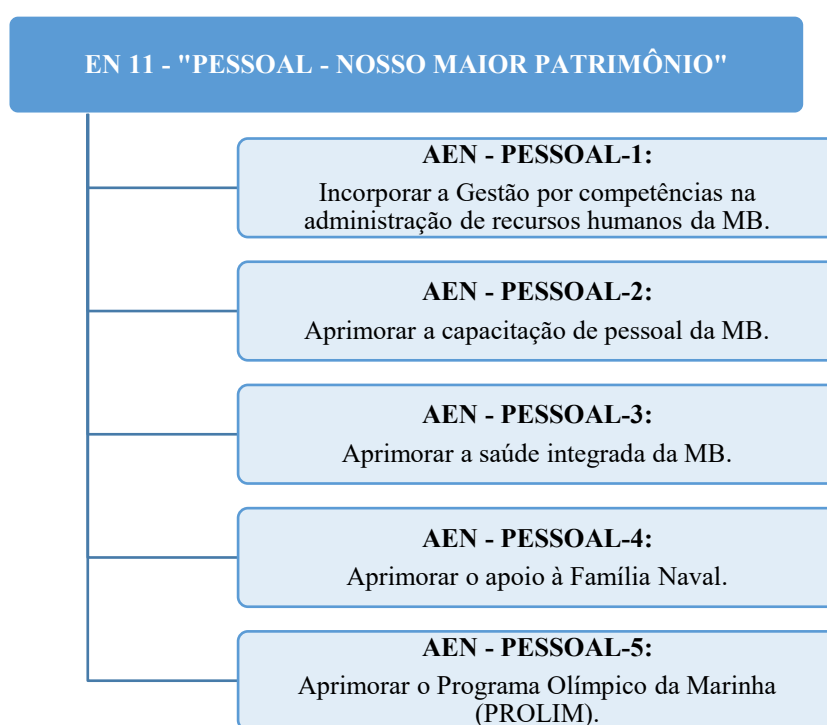 EN 11 - "PESSOAL - NOSSO MAIOR PATRIMÔNIO"
AEN - PESSOAL-1:
Incorporar a Gestão por competências na
administração de recursos humanos da MB.
AEN - PESSOAL-2:
Aprimorar a capacitação de pessoal da MB.
AEN - PESSOAL-3:
Aprimorar a saúde integrada da MB.
AEN - PESSOAL-4:
Aprimorar o apoio à Família Naval.
AEN - PESSOAL-5:
Aprimorar o Programa Olímpico da Marinha
(PROLIM).